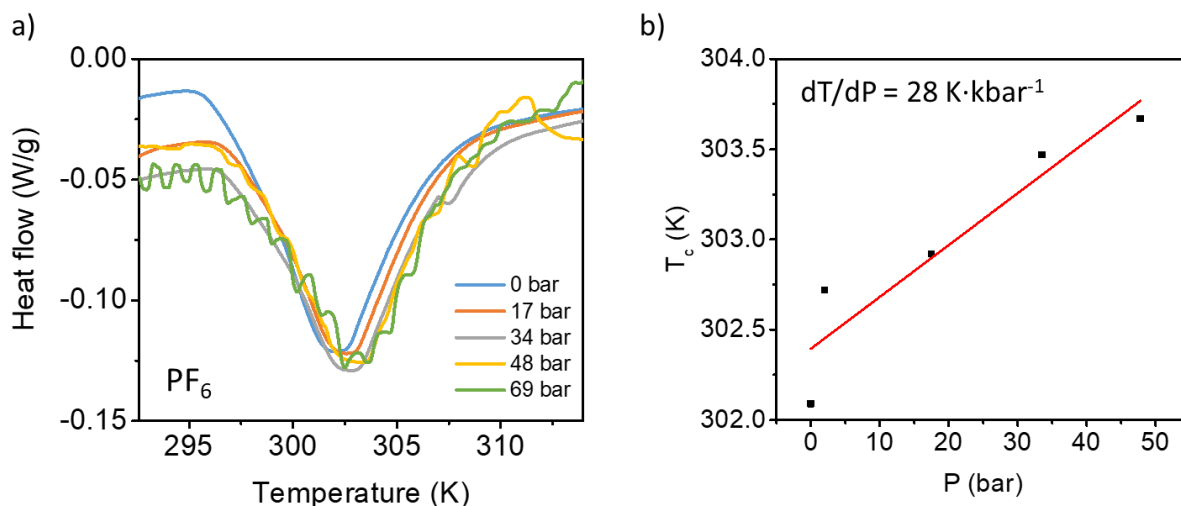 a)
0.00
-0.05
-0.10
-0.15
Heat flow (W/g)
PF6
0 bar
17 bar
34 bar
48 bar
69 bar
295 300 305 310
Temperature (K)
b)
304.0
303.5
303.0
302.5
302.0
Tc (K)
dT/dP = 28 K·kbar-1
0 10 20 30 40 50
P (bar)